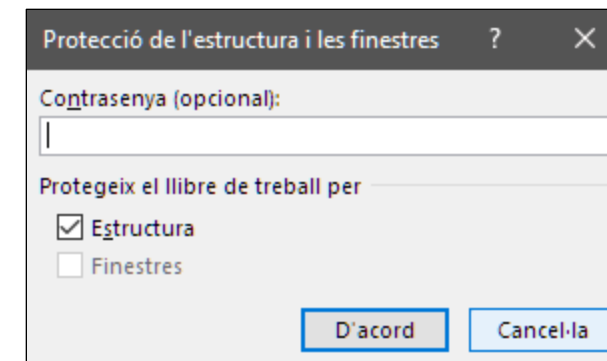 Protecció de l'estructura i les finestres ? ×
Contrasenya (opcional):
Protegeix el llibre de treball per
Estructura
Finestres
D'acord Cancel·la